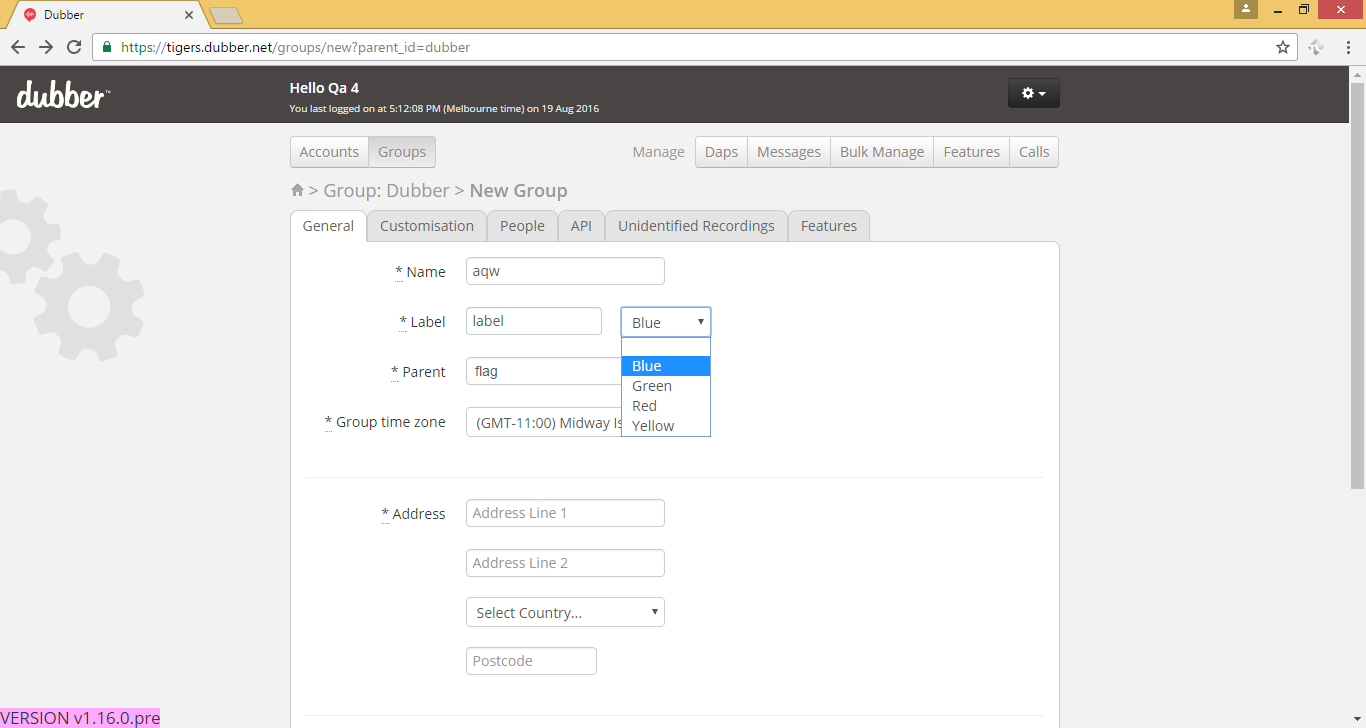 Dubber
https://tigers.dubber.net/groups/new?parent_id=dubber
dubber™
Hello Qa 4
You last logged on at 5:12:08 PM (Melbourne time) on 19 Aug 2016
Accounts Groups Manage Daps Messages Bulk Manage Features Calls
> Group: Dubber > New Group
General Customisation People API Unidentified Recordings Features
* Name aqw
* Label label Blue
* Parent flag
Blue
Green
Red
Yellow
* Group time zone (GMT-11:00) Midway Is
* Address Address Line 1
Address Line 2
Select Country...
Postcode
VERSION v1.16.0.pre